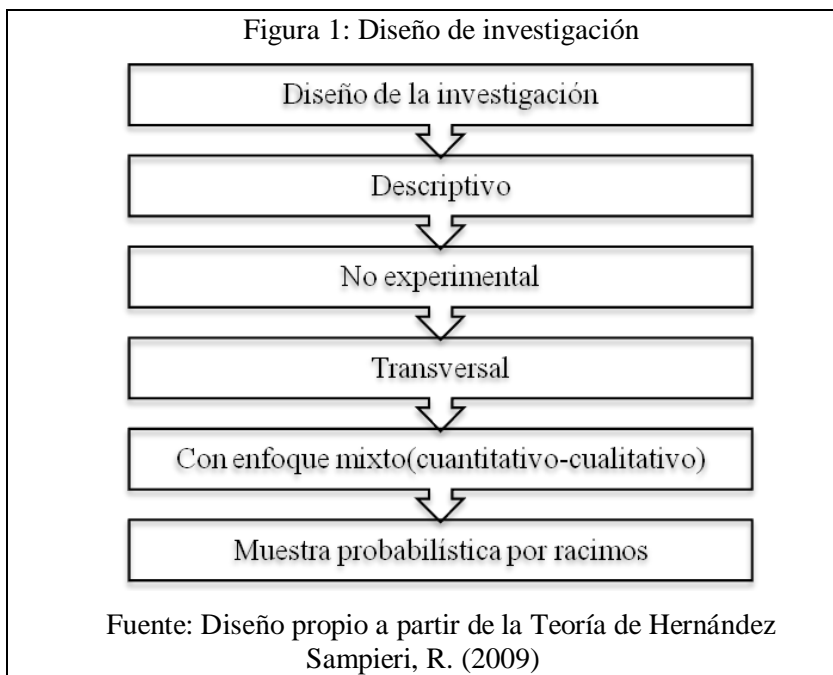 Figura 1: Diseño de investigación
Diseño de la investigación
Descriptivo
No experimental
Transversal
Con enfoque mixto(cuantitativo-cualitativo)
Muestra probabilística por racimos
Fuente: Diseño propio a partir de la Teoría de Hernández
Sampieri, R. (2009)